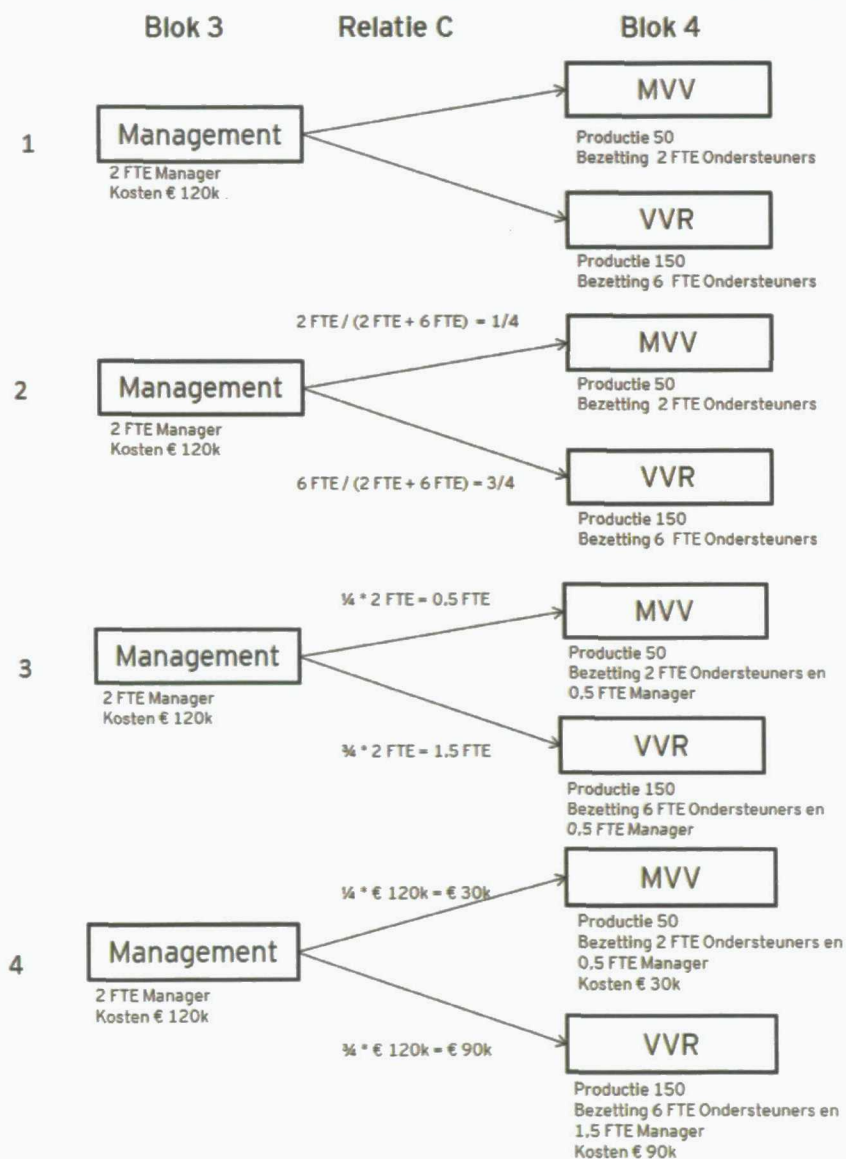 Blok 3 Relatie C Blok 4
1
Management
2 FTE Manager
Kosten € 120k
MVV
Productie 50
Bezetting 2 FTE Ondersteuners
VVR
Productie 150
Bezetting 6 FTE Ondersteuners
2
Management
2 FTE Manager
Kosten € 120k
2 FTE / (2 FTE + 6 FTE) = 1/4
6 FTE / (2 FTE + 6 FTE) = 3/4
MVV
Productie 50
Bezetting 2 FTE Ondersteuners
VVR
Productie 150
Bezetting 6 FTE Ondersteuners
3
Management
2 FTE Manager
Kosten € 120k
¼ * 2 FTE = 0,5 FTE
¾ * 2 FTE = 1,5 FTE
MVV
Productie 50
Bezetting 2 FTE Ondersteuners en
0,5 FTE Manager
VVR
Productie 150
Bezetting 6 FTE Ondersteuners en
0,5 FTE Manager
4
Management
2 FTE Manager
Kosten € 120k
¼ * € 120k = € 30k
¾ * € 120k = € 90k
MVV
Productie 50
Bezetting 2 FTE Ondersteuners en
0,5 FTE Manager
Kosten € 30k
VVR
Productie 150
Bezetting 6 FTE Ondersteuners en
1,5 FTE Manager
Kosten € 90k